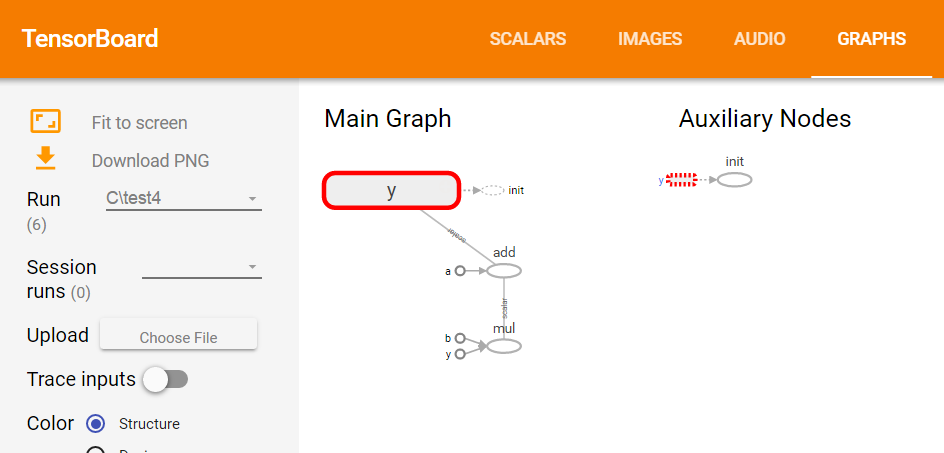 TensorBoard
SCALARS IMAGES AUDIO GRAPHS
Fit to screen
Download PNG
Run
(6)
C\test4
Session
runs (0)
Upload Choose File
Trace inputs
Color Structure
Main Graph
y
init
scalar
add
a
scalar
mul
b
y
Auxiliary Nodes
init
y